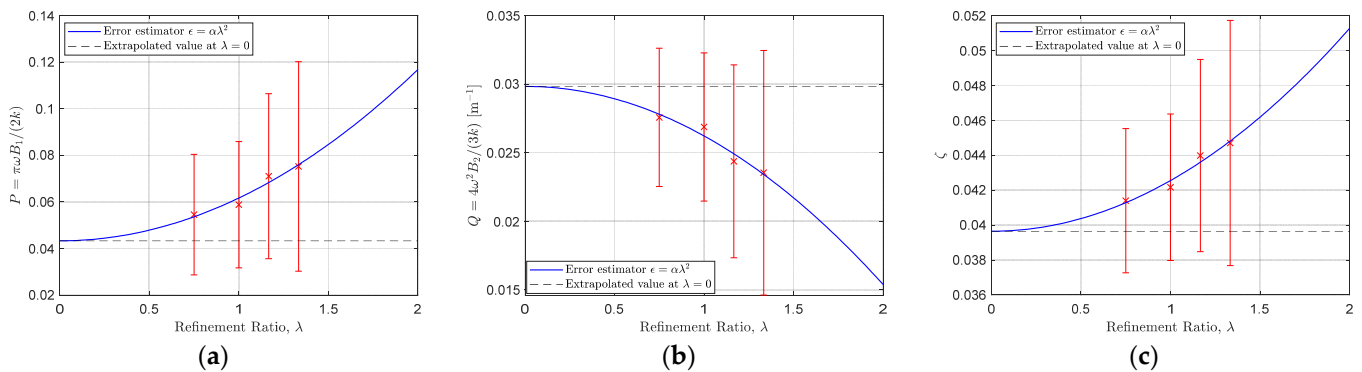 0.14
0.12
0.1
0.08
0.06
0.04
0.02
P = πωB₁/(2k)
Error estimator ϵ = αλ²
Extrapolated value at λ = 0
0
0.5
1
1.5
2
Refinement Ratio, λ
(a)
0.035
0.03
0.025
0.02
0.015
Q = 4ω²B₂/(3k) [m⁻¹]
Error estimator ϵ = αλ²
Extrapolated value at λ = 0
0
0.5
1
1.5
2
Refinement Ratio, λ
(b)
0.052
0.05
0.048
0.046
0.044
0.042
0.04
0.038
0.036
ζ
Error estimator ϵ = αλ²
Extrapolated value at λ = 0
0
0.5
1
1.5
2
Refinement Ratio, λ
(c)